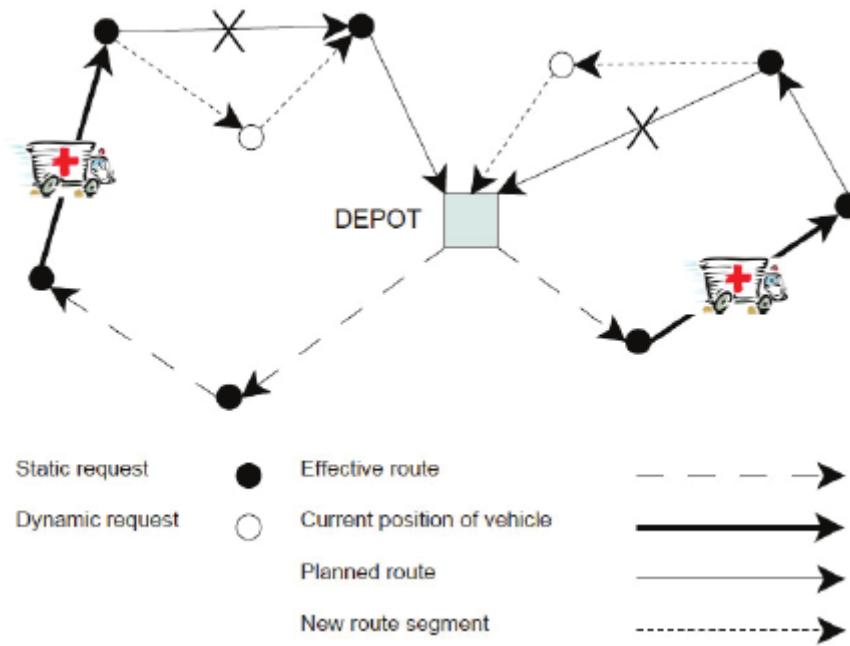 DEPOT
Static request
Effective route
Dynamic request
Current position of vehicle
Planned route
New route segment